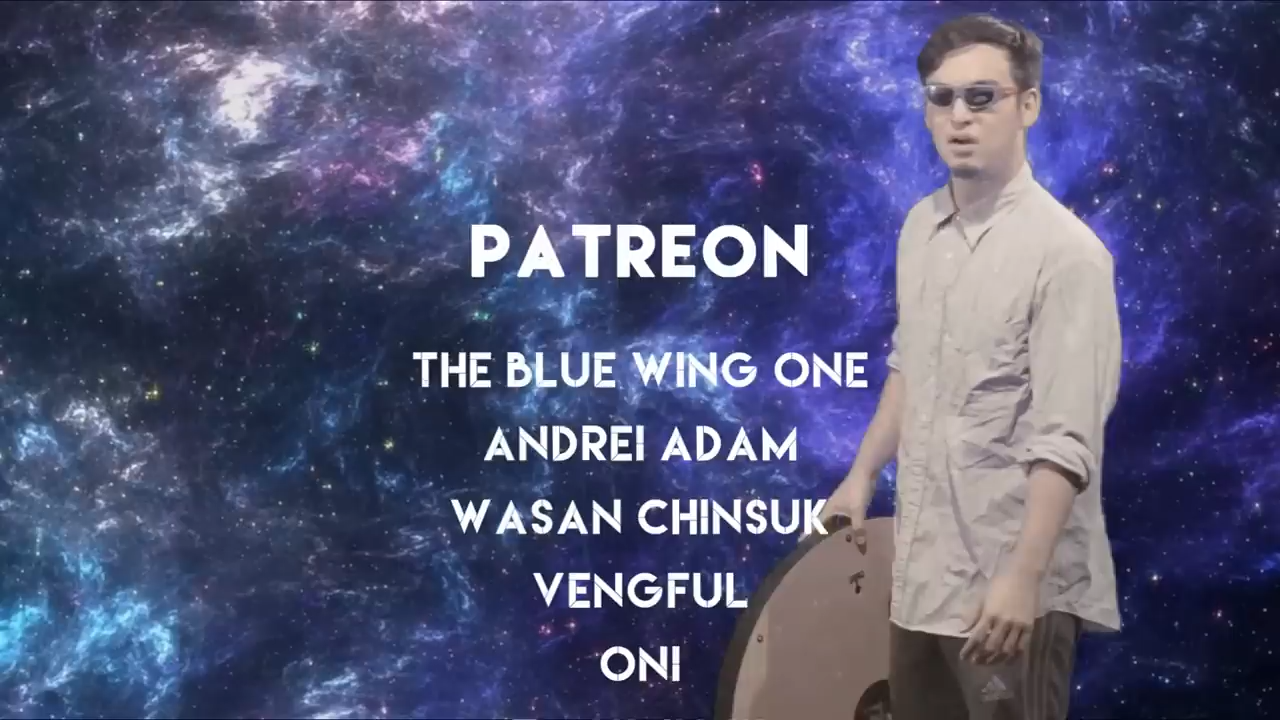 PATREON
THE BLUE WING ONE
ANDREI ADAM
WASAN CHINSUK
VENGFUL
ONI